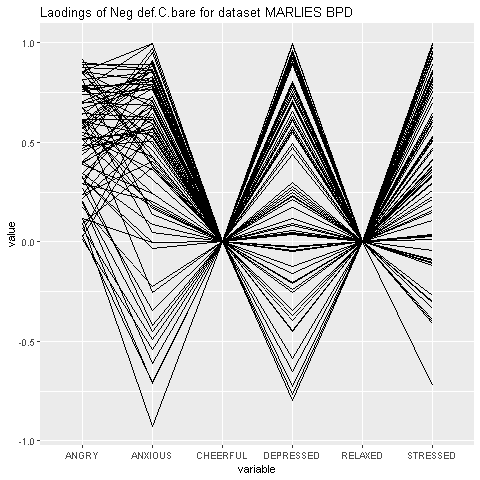 Laodings of Neg def.C.bare for dataset MARLIES BPD
1.0
0.5
0.0
-0.5
-1.0
value
ANGRY ANXIOUS CHEERFUL DEPRESSED RELAXED STRESSED
variable